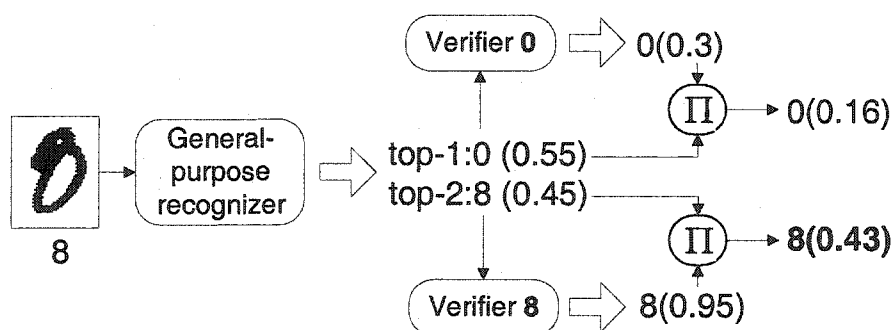 Verifier 0
0(0.3)
Π
0(0.16)
General-
purpose
recognizer
top-1:0 (0.55)
top-2:8 (0.45)
8
Π
8(0.43)
Verifier 8
8(0.95)